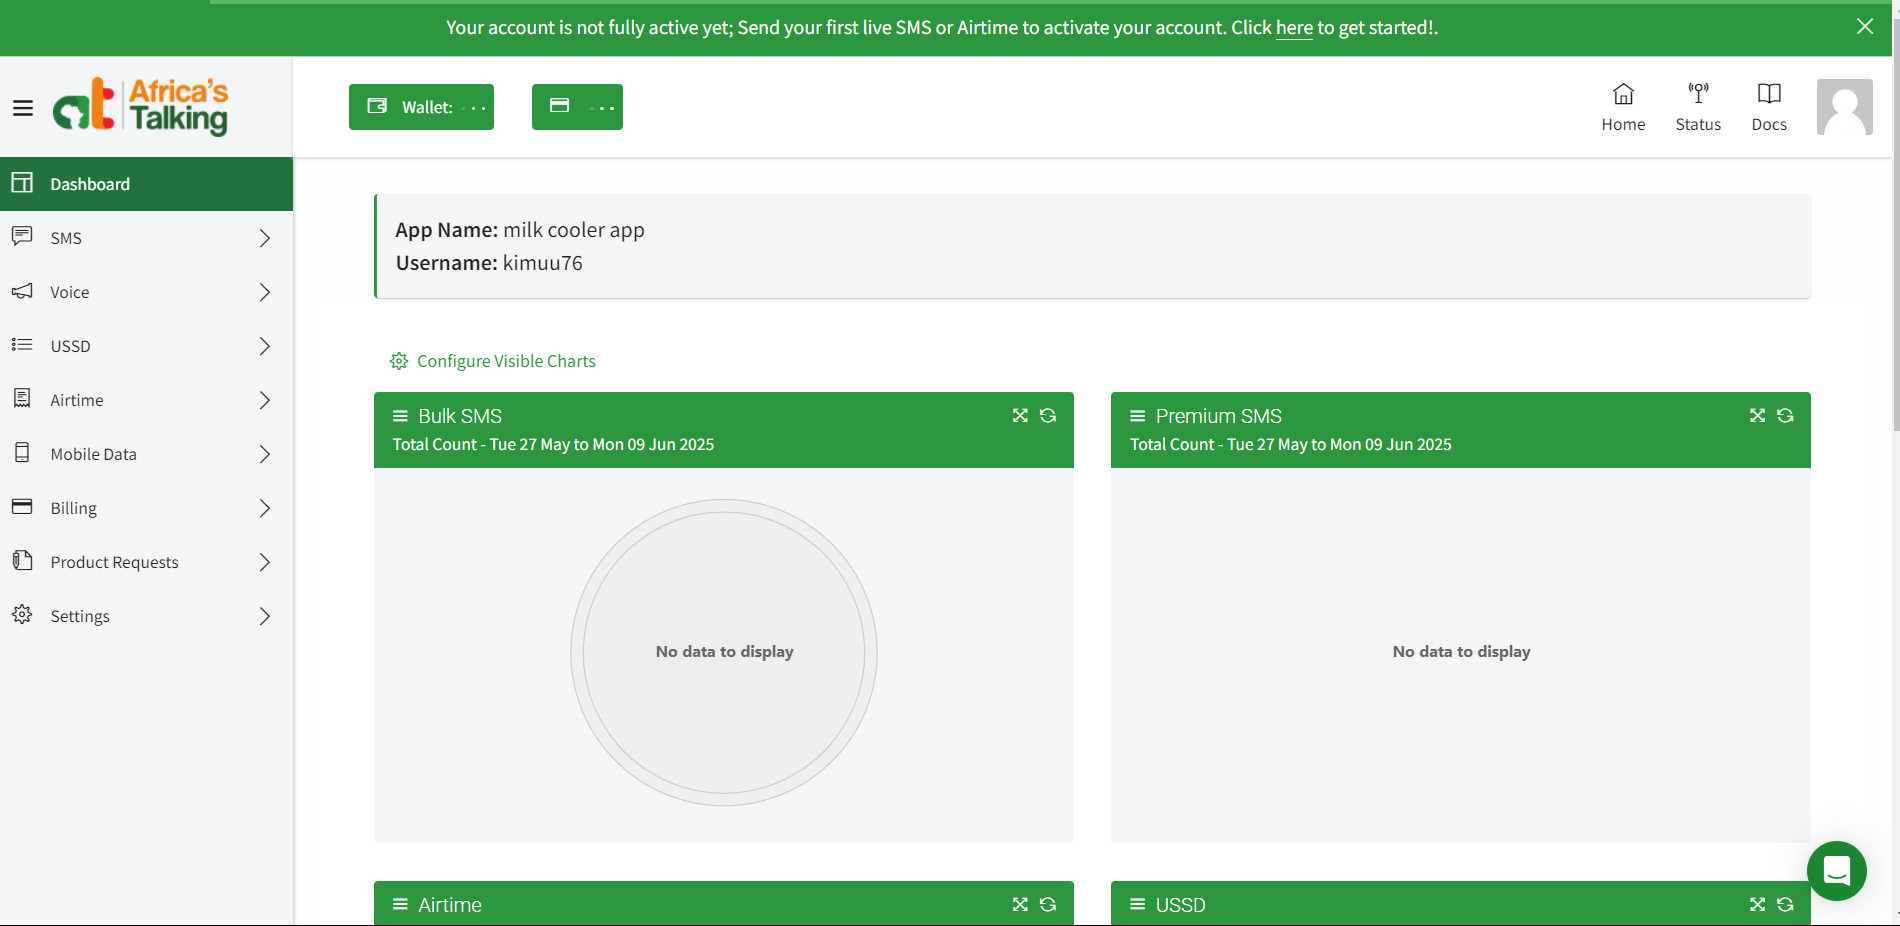 Your account is not fully active yet; Send your first live SMS or Airtime to activate your account. Click here to get started!.
Africa's
Talking
Wallet: ...
...
Home
Status
Docs
Dashboard
SMS
Voice
USSD
Airtime
Mobile Data
Billing
Product Requests
Settings
App Name: milk cooler app
Username: kimuu76
Configure Visible Charts
Bulk SMS
Total Count - Tue 27 May to Mon 09 Jun 2025
No data to display
Premium SMS
Total Count - Tue 27 May to Mon 09 Jun 2025
No data to display
Airtime
USSD